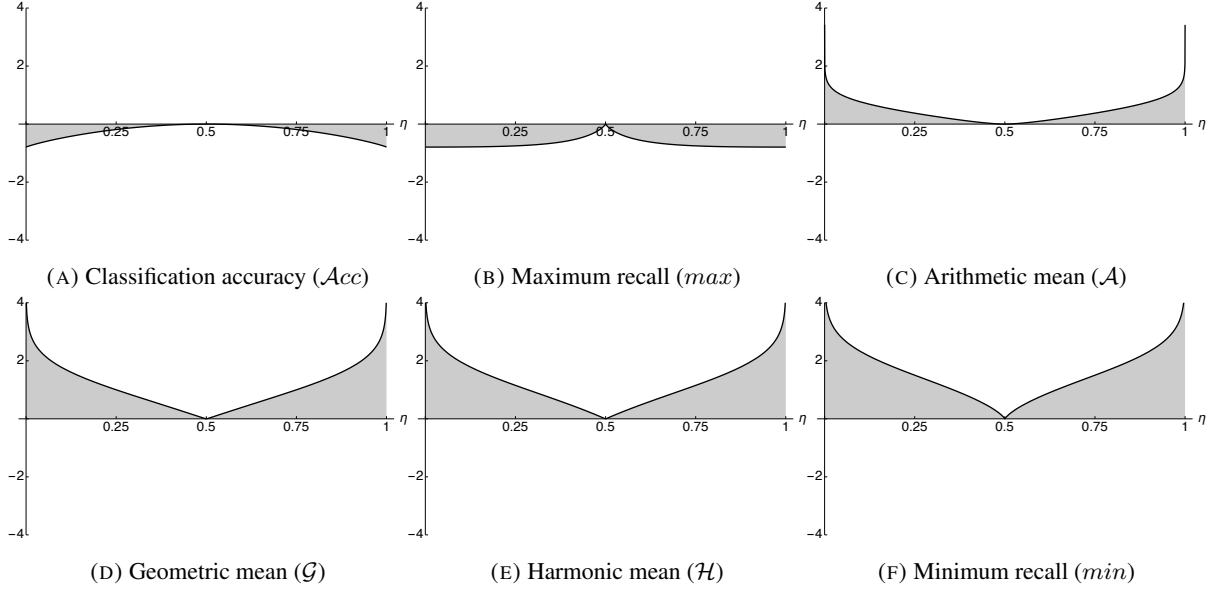 4
2
0.25 0.5 0.75 1 η
−2
−4
(A) Classification accuracy (𝒜cc)
4
2
0.25 0.5 0.75 1 η
−2
−4
(B) Maximum recall (max)
4
2
0.25 0.5 0.75 1 η
−2
−4
(C) Arithmetic mean (𝒜)
4
2
0.25 0.5 0.75 1 η
−2
−4
(D) Geometric mean (𝒢)
4
2
0.25 0.5 0.75 1 η
−2
−4
(E) Harmonic mean (ℋ)
4
2
0.25 0.5 0.75 1 η
−2
−4
(F) Minimum recall (min)